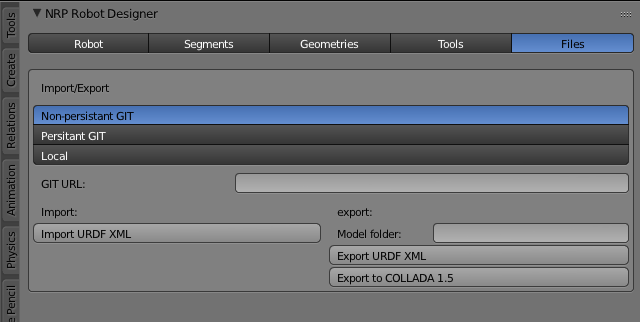 NRP Robot Designer
Robot Segments Geometries Tools Files
Import/Export
Non-persistant GIT
Persitant GIT
Local
GIT URL:
Import: export:
Import URDF XML Model folder:
Export URDF XML
Export to COLLADA 1.5
Tools
Create
Relations
Animation
Physics
e Pencil